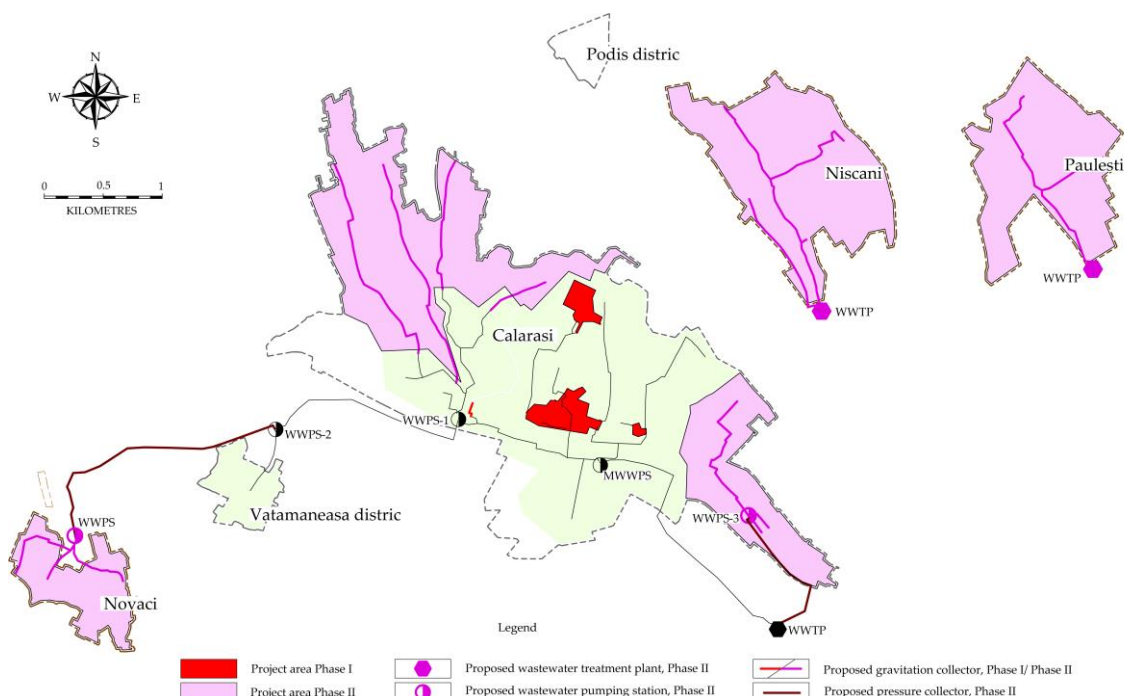 Podis distric
N
W
E
S
0 0.5 1
KILOMETRES
Niscani
Paulesti
WWTP
WWTP
Calarasi
WWPS-1
WWPS-2
MWWPS
Vatamaneasa distric
WWPS-3
WWPS
Novaci
WWTP
Legend
Project area Phase I
Proposed wastewater treatment plant, Phase II
Proposed gravitation collector, Phase I/ Phase II
Project area Phase II
Proposed wastewater pumping station, Phase II
Proposed pressure collector, Phase II